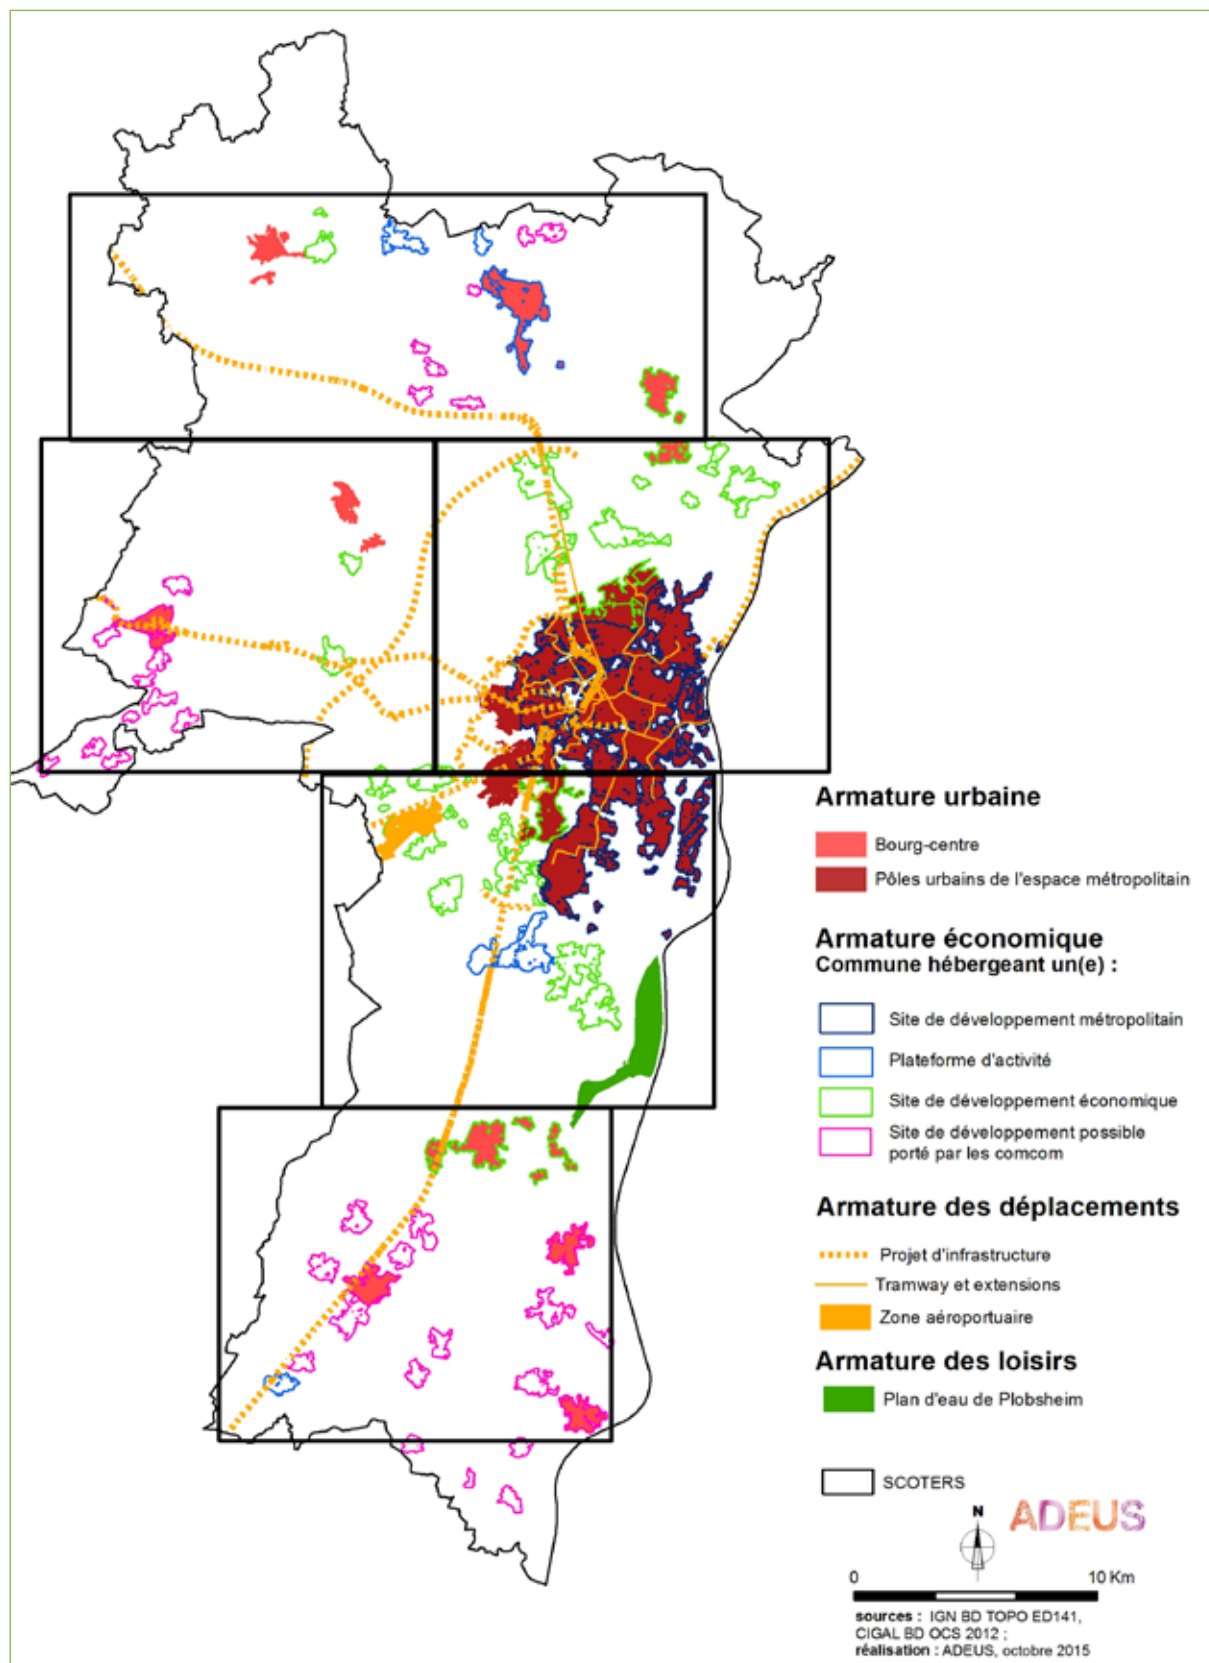 Armature urbaine
Bourg-centre
Pôles urbains de l'espace métropolitain
Armature économique
Commune hébergeant un(e) :
Site de développement métropolitain
Plateforme d'activité
Site de développement économique
Site de développement possible
porté par les comcom
Armature des déplacements
Projet d'infrastructure
Tramway et extensions
Zone aéroportuaire
Armature des loisirs
Plan d'eau de Plobsheim
SCOTERS
N
ADEUS
0 10 Km
sources : IGN BD TOPO ED141,
CIGAL BD OCS 2012 ;
réalisation : ADEUS, octobre 2015